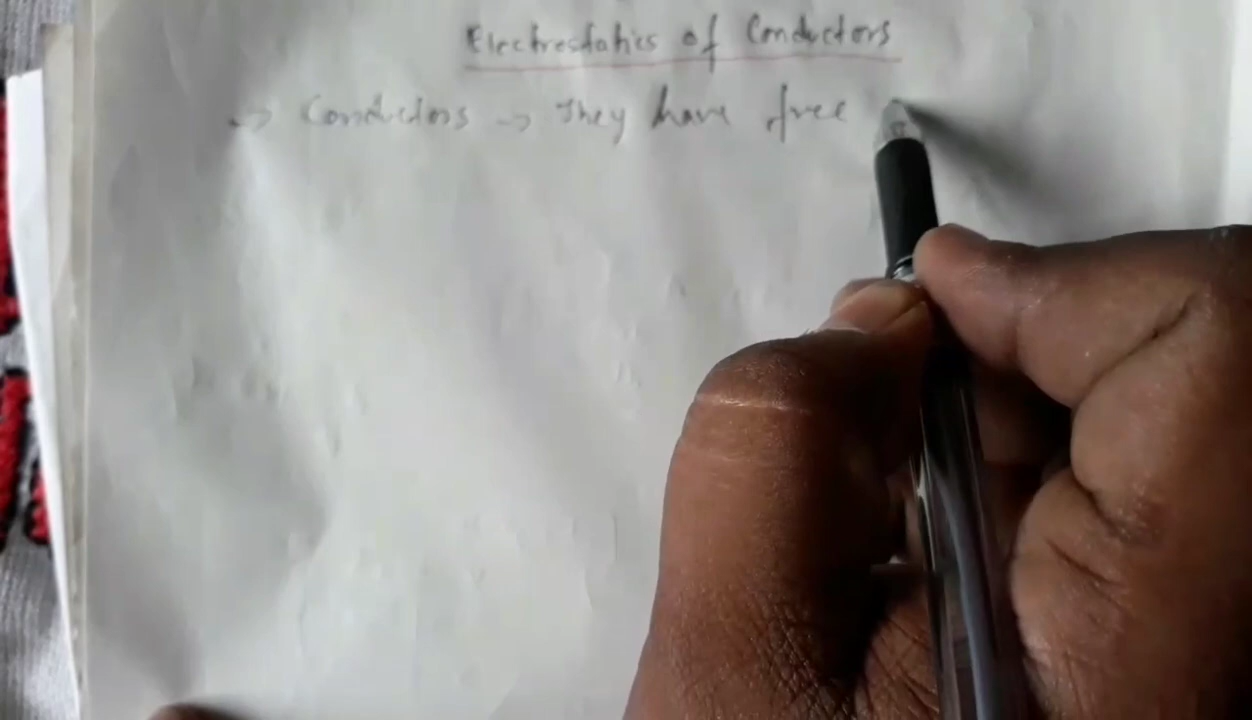 Electrostatics of Conductors
→ Conductors → They have free